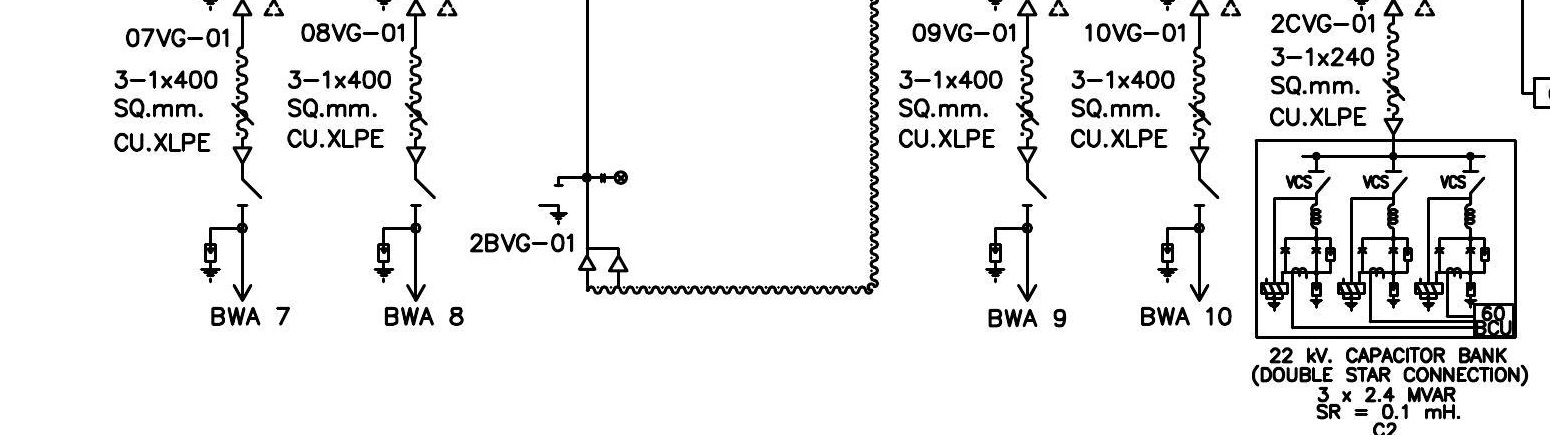 07VG-01
3-1x400
SQ.mm.
CU.XLPE
BWA 7
08VG-01
3-1x400
SQ.mm.
CU.XLPE
BWA 8
2BVG-01
09VG-01
3-1x400
SQ.mm.
CU.XLPE
BWA 9
10VG-01
3-1x400
SQ.mm.
CU.XLPE
BWA 10
2CVG-01
3-1x240
SQ.mm.
CU.XLPE
VCS
VCS
VCS
60
BCU
22 kV. CAPACITOR BANK
(DOUBLE STAR CONNECTION)
3 x 2.4 MVAR
SR = 0.1 mH.
C2